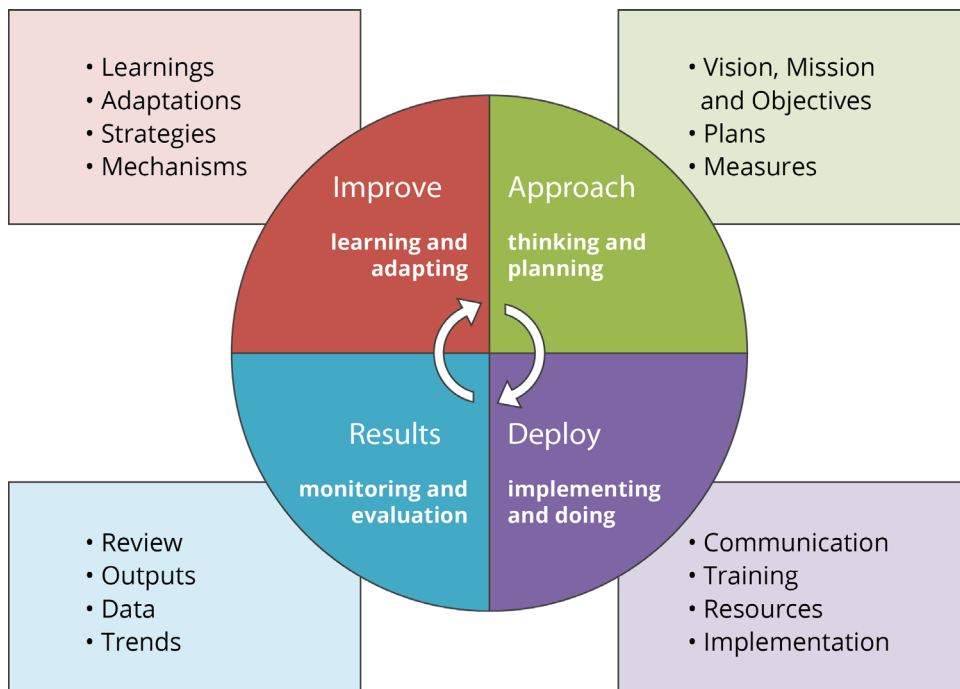 • Learnings
• Adaptations
• Strategies
• Mechanisms
• Vision, Mission
and Objectives
• Plans
• Measures
Improve
learning and
adapting
Approach
thinking and
planning
Results
monitoring and
evaluation
Deploy
implementing
and doing
• Review
• Outputs
• Data
• Trends
• Communication
• Training
• Resources
• Implementation